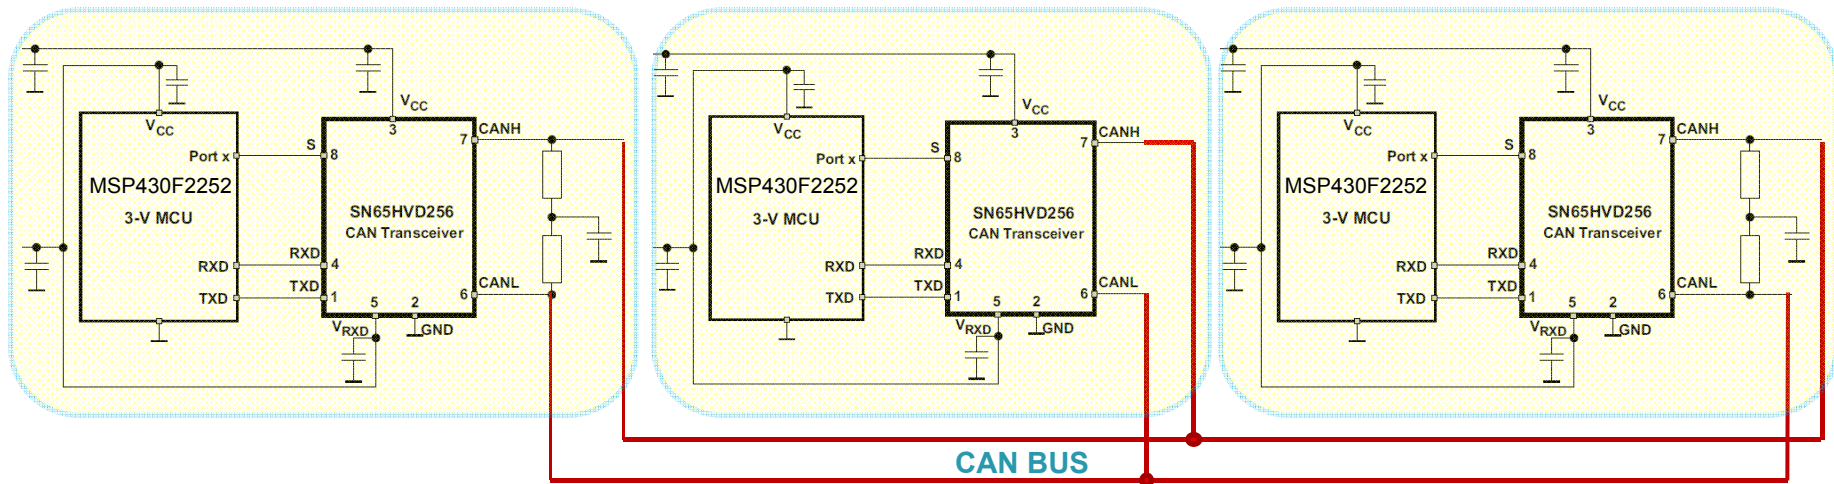 VCC
VCC
3
7
CANH
Port x
S
8
MSP430F2252
3-V MCU
SN65HVD256
CAN Transceiver
RXD
RXD
4
CANL
TXD
TXD
1
5
2
6
VRXD
GND
VCC
VCC
3
7
CANH
Port x
S
8
MSP430F2252
3-V MCU
SN65HVD256
CAN Transceiver
RXD
RXD
4
CANL
TXD
TXD
1
5
2
6
VRXD
GND
VCC
VCC
3
7
CANH
Port x
S
8
MSP430F2252
3-V MCU
SN65HVD256
CAN Transceiver
RXD
RXD
4
CANL
TXD
TXD
1
5
2
6
VRXD
GND
CAN BUS